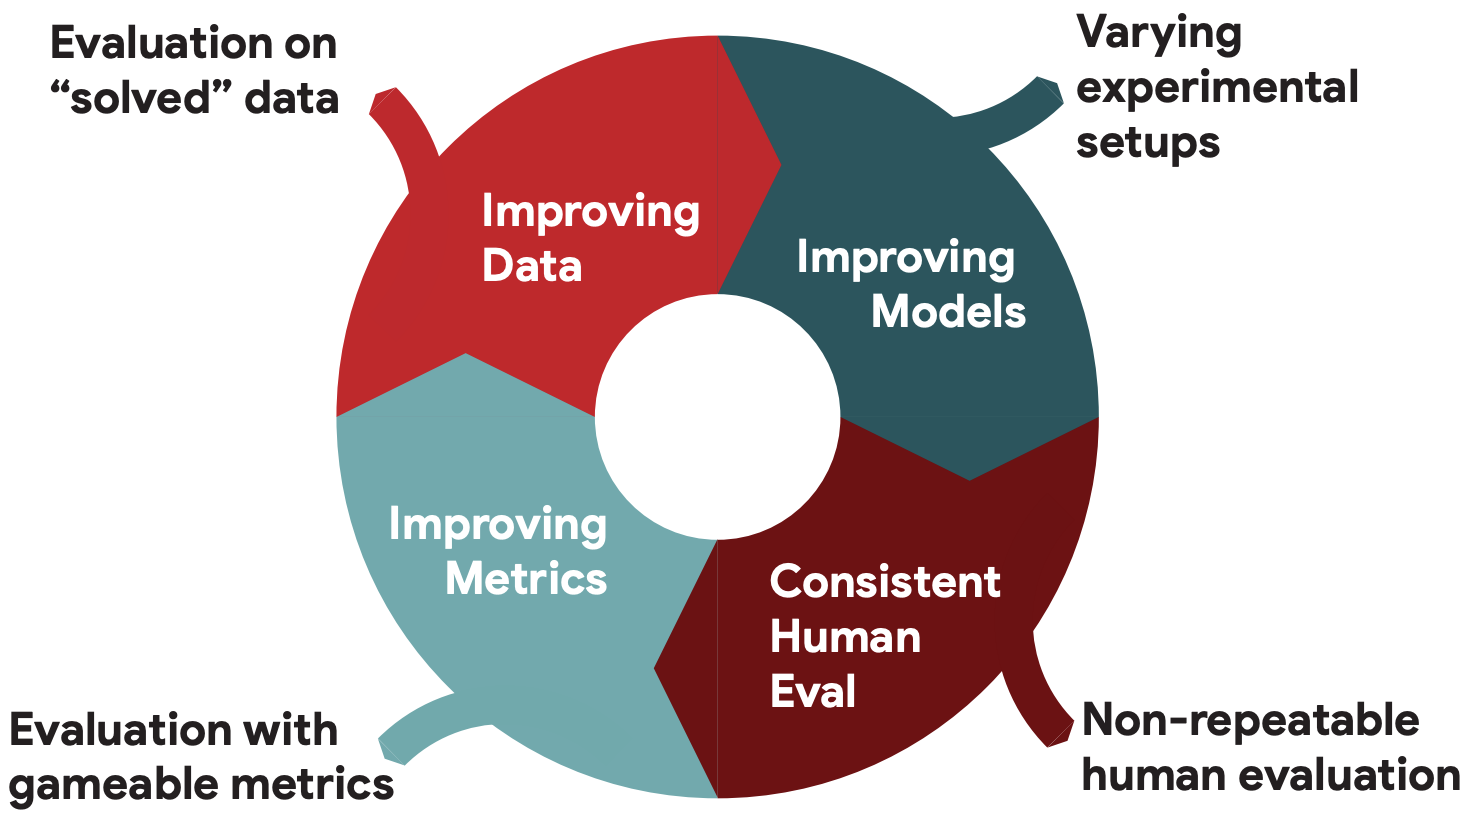 Evaluation on
“solved” data
Varying
experimental
setups
Improving
Data
Improving
Models
Improving
Metrics
Consistent
Human
Eval
Evaluation with
gameable metrics
Non-repeatable
human evaluation